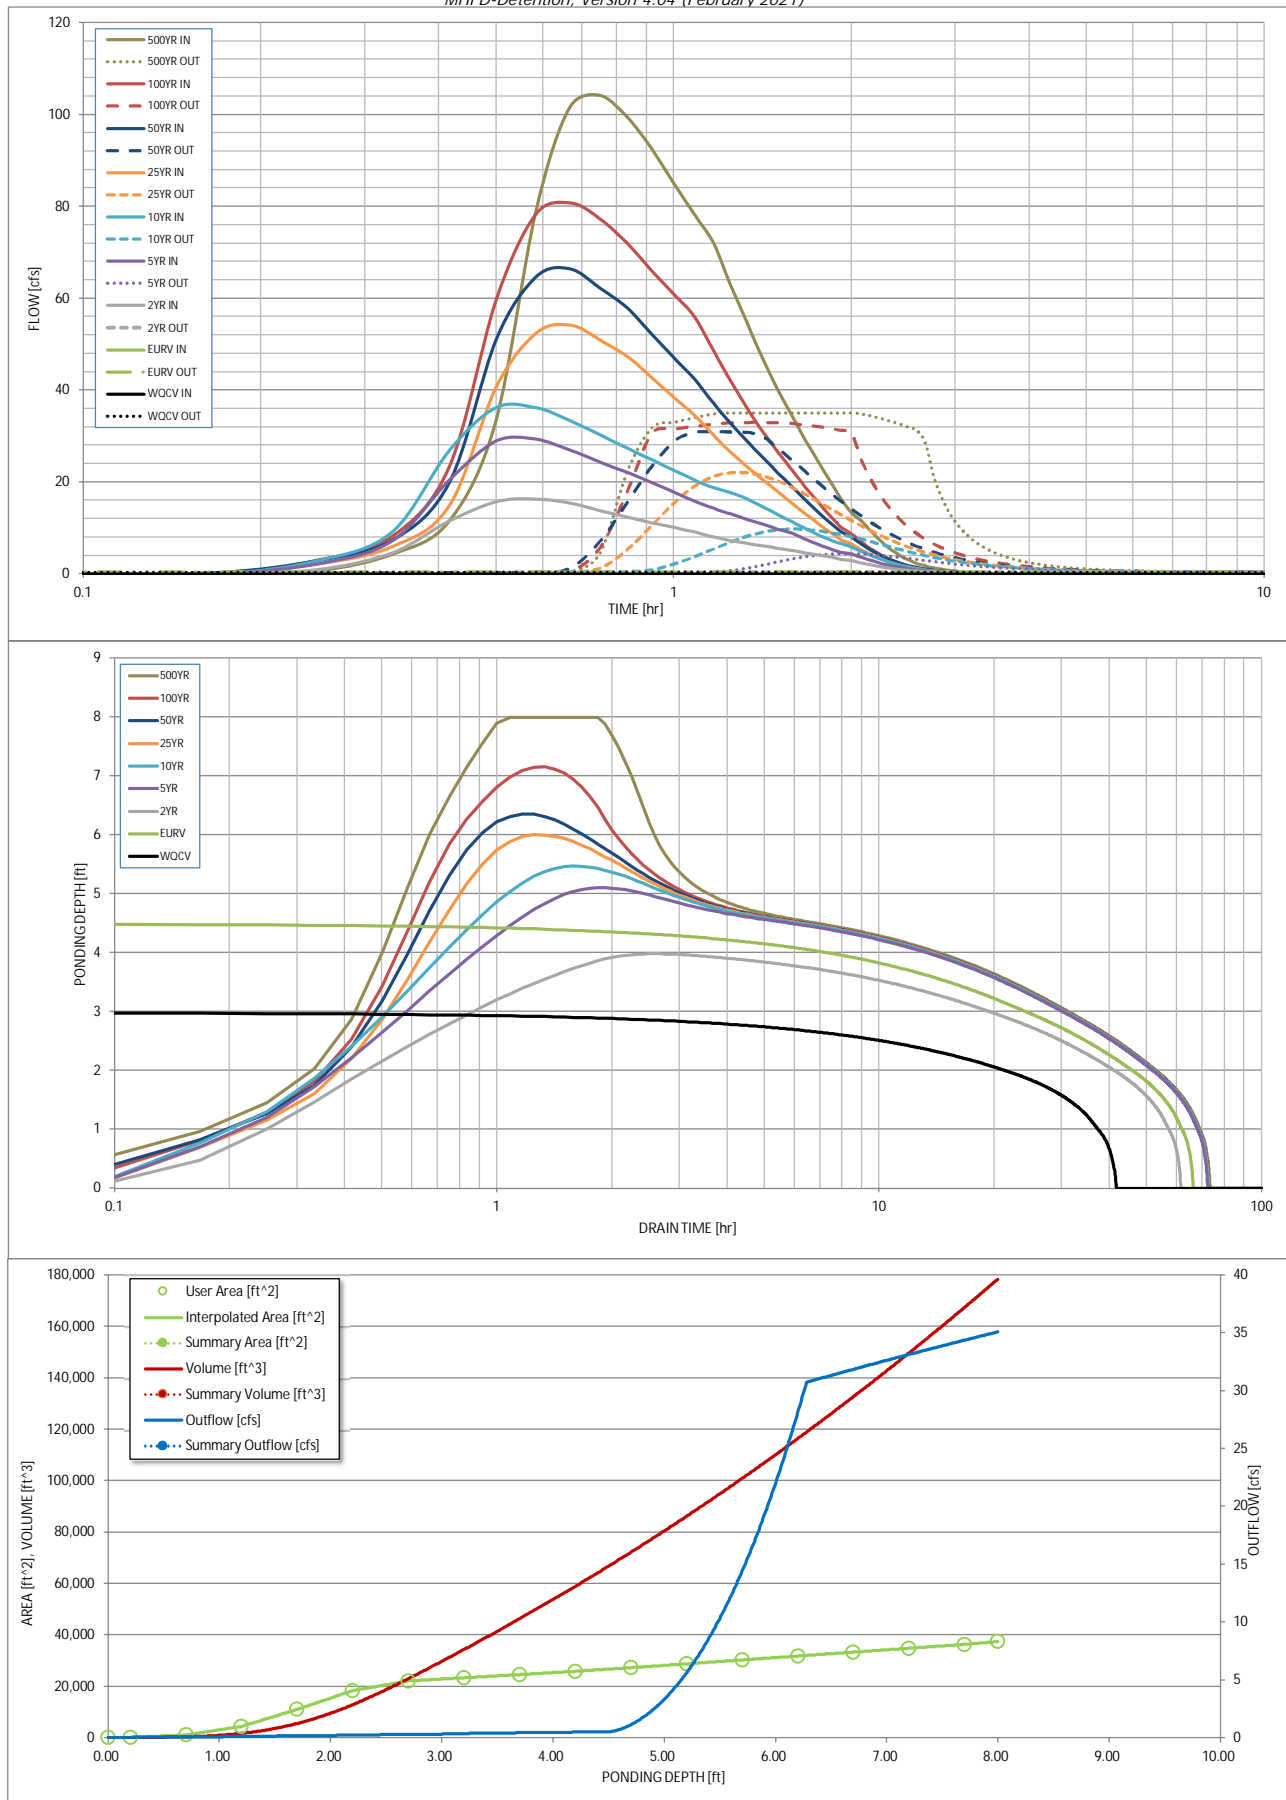 MHFD-Detention, Version 4.04 (February 2021)
120
100
80
60
40
20
0
FLOW [cfs]
500YR IN
500YR OUT
100YR IN
100YR OUT
50YR IN
50YR OUT
25YR IN
25YR OUT
10YR IN
10YR OUT
5YR IN
5YR OUT
2YR IN
2YR OUT
EURV IN
EURV OUT
WQCV IN
WQCV OUT
0.1 1 10
TIME [hr]
9
8
7
6
5
4
3
2
1
0
PONDING DEPTH [ft]
500YR
100YR
50YR
25YR
10YR
5YR
2YR
EURV
WQCV
0.1 1 10 100
DRAIN TIME [hr]
180,000
160,000
140,000
120,000
100,000
80,000
60,000
40,000
20,000
0
AREA [ft^2], VOLUME [ft^3]
User Area [ft^2]
Interpolated Area [ft^2]
Summary Area [ft^2]
Volume [ft^3]
Summary Volume [ft^3]
Outflow [cfs]
Summary Outflow [cfs]
40
35
30
25
20
15
10
5
0
OUTFLOW [cfs]
0.00 1.00 2.00 3.00 4.00 5.00 6.00 7.00 8.00 9.00 10.00
PONDING DEPTH [ft]